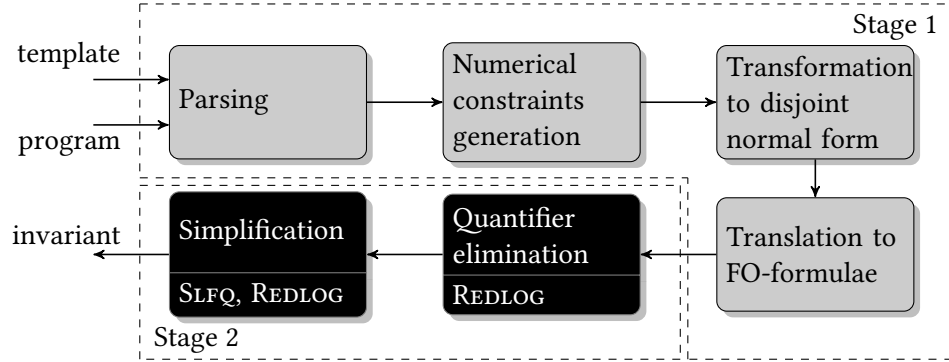 Stage 1
template
program
Parsing
Numerical
constraints
generation
Transformation
to disjoint
normal form
invariant
Simplification
SLFQ, REDLOG
Quantifier
elimination
REDLOG
Translation to
FO-formulae
Stage 2